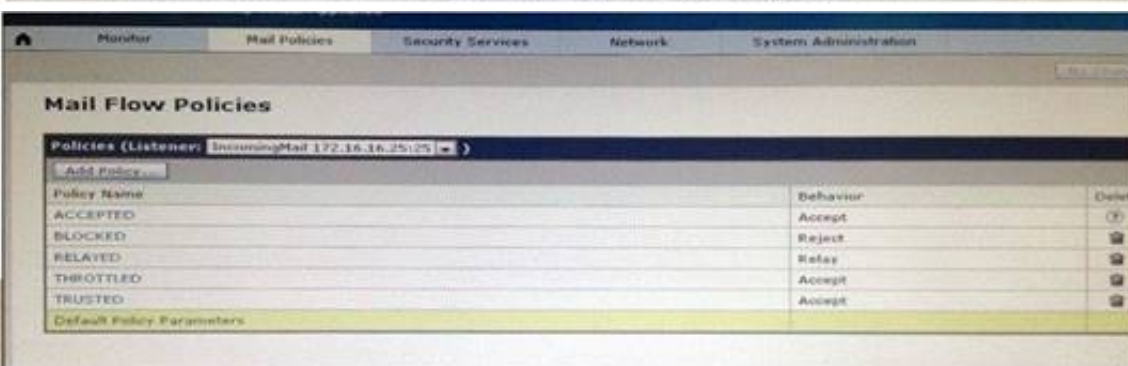 Monitor Mail Policies Security Services Network System Administration
Mail Flow Policies
Policies (Listener: IncomingMail 172.16.16.25:25 )
Add Policy...
Policy Name Behavior Delet
ACCEPTED Accept
BLOCKED Reject
RELAYED Relay
THROTTLED Accept
TRUSTED Accept
Default Policy Parameters